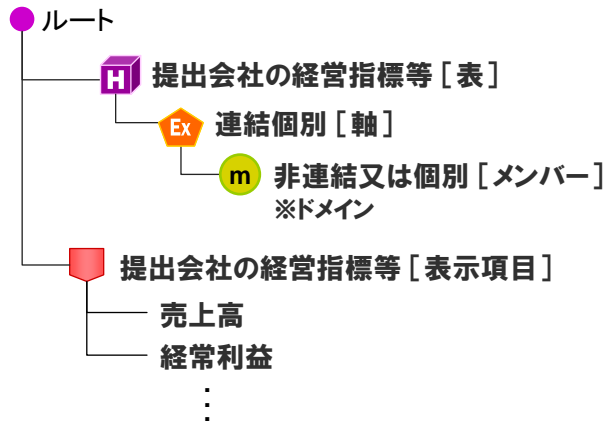 ルート
H 提出会社の経営指標等［表］
Ex 連結個別［軸］
m 非連結又は個別［メンバー］
※ドメイン
提出会社の経営指標等［表示項目］
売上高
経常利益
⋮